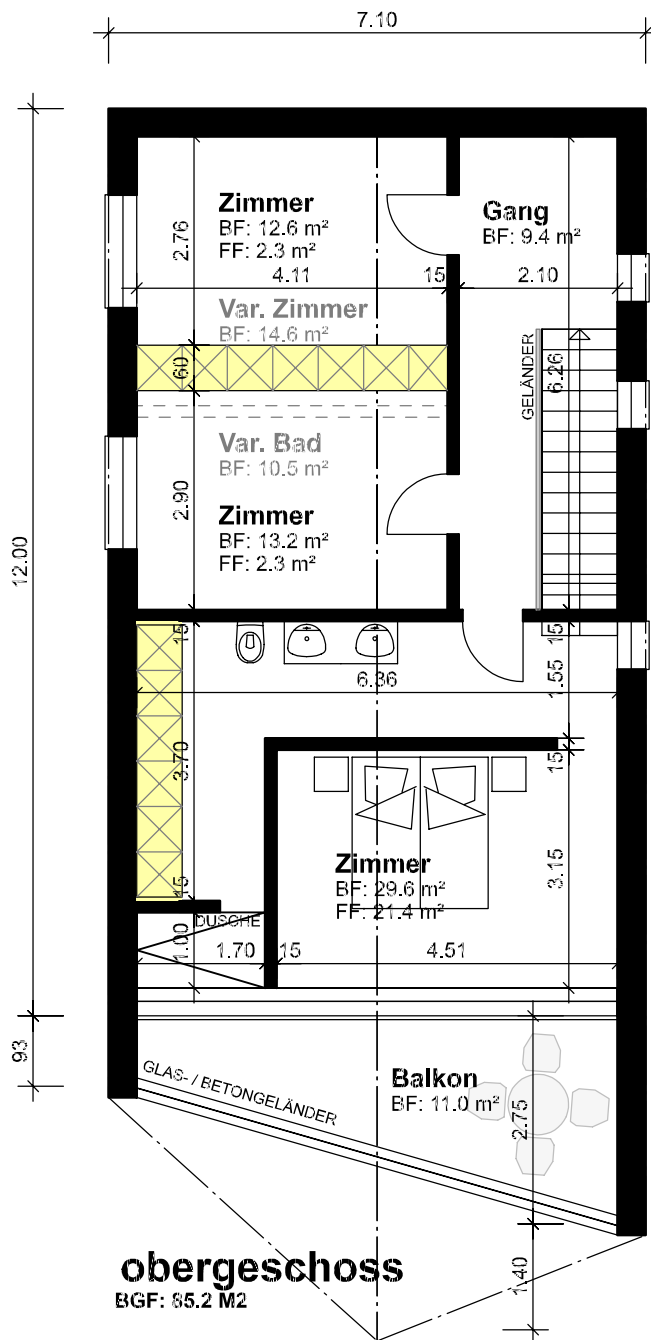 7.10
Zimmer
BF: 12.6 m²
FF: 2.3 m²
Gang
BF: 9.4 m²
2.76
4.11
15
2.10
Var. Zimmer
BF: 14.6 m²
60
GELÄNDER
6.26
Var. Bad
BF: 10.5 m²
2.90
Zimmer
BF: 13.2 m²
FF: 2.3 m²
12.00
15
15
6.36
1.55
3.70
15
Zimmer
BF: 29.6 m²
FF: 21.4 m²
3.15
15
DUSCHE
1.00
1.70
15
4.51
93
GLAS- / BETONGELÄNDER
Balkon
BF: 11.0 m²
2.75
obergeschoss
BGF: 85.2 M2
1.40